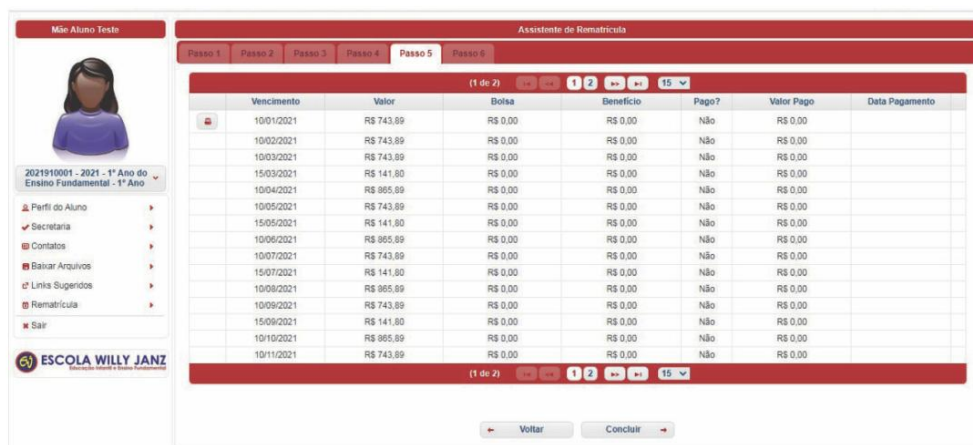 Mãe Aluno Teste
Assistente de Rematrícula
Passo 1 Passo 2 Passo 3 Passo 4 Passo 5 Passo 6
(1 de 2) 1 2 15
Vencimento Valor Bolsa Benefício Pago? Valor Pago Data Pagamento
10/01/2021 R$ 743,89 R$ 0,00 R$ 0,00 Não R$ 0,00
10/02/2021 R$ 743,89 R$ 0,00 R$ 0,00 Não R$ 0,00
10/03/2021 R$ 743,89 R$ 0,00 R$ 0,00 Não R$ 0,00
15/03/2021 R$ 141,80 R$ 0,00 R$ 0,00 Não R$ 0,00
10/04/2021 R$ 865,89 R$ 0,00 R$ 0,00 Não R$ 0,00
10/05/2021 R$ 743,89 R$ 0,00 R$ 0,00 Não R$ 0,00
15/05/2021 R$ 141,80 R$ 0,00 R$ 0,00 Não R$ 0,00
10/06/2021 R$ 865,89 R$ 0,00 R$ 0,00 Não R$ 0,00
10/07/2021 R$ 743,89 R$ 0,00 R$ 0,00 Não R$ 0,00
15/07/2021 R$ 141,80 R$ 0,00 R$ 0,00 Não R$ 0,00
10/08/2021 R$ 865,89 R$ 0,00 R$ 0,00 Não R$ 0,00
10/09/2021 R$ 743,89 R$ 0,00 R$ 0,00 Não R$ 0,00
15/09/2021 R$ 141,80 R$ 0,00 R$ 0,00 Não R$ 0,00
10/10/2021 R$ 865,89 R$ 0,00 R$ 0,00 Não R$ 0,00
10/11/2021 R$ 743,89 R$ 0,00 R$ 0,00 Não R$ 0,00
(1 de 2) 1 2 15
Voltar Concluir
2021910001 - 2021 - 1º Ano do
Ensino Fundamental - 1º Ano
Perfil do Aluno
Secretaria
Contatos
Baixar Arquivos
Links Sugeridos
Rematrícula
Sair
ESCOLA WILLY JANZ
Educação Infantil e Ensino Fundamental